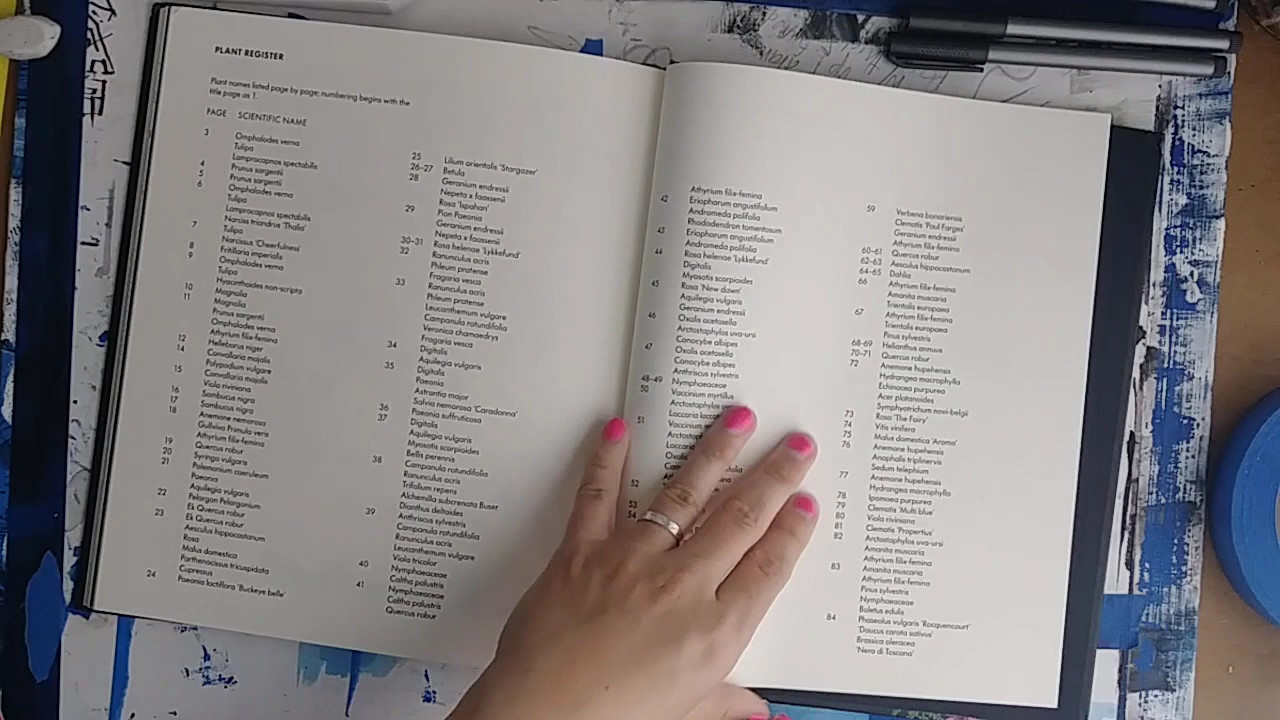 PLANT REGISTER
Plant names listed page by page; numbering begins with the
title page as 1.
PAGE SCIENTIFIC NAME
3 Omphalodes verna
Tulipa
Lamprocapnos spectabilis
4 Prunus sargentii
5 Prunus sargentii
6 Omphalodes verna
Tulipa
Lamprocapnos spectabilis
Narciss triandrus 'Thalia'
7 Tulipa
Narcissus 'Cheerfulness'
8 Fritillaria imperialis
9 Omphalodes verna
Tulipa
Hyacinthoides non-scripta
10 Magnolia
11 Magnolia
Prunus sargentii
Omphalodes verna
Athyrium filix-femina
12 Helleborus niger
14 Convallaria majalis
Polypodium vulgare
15 Convallaria majalis
Viola riviniana
16 Sambucus nigra
17 Sambucus nigra
18 Anemone nemorosa
Gullviva Primula veris
Athyrium filix-femina
19 Quercus robur
20 Syringa vulgaris
21 Polemonium caeruleum
Paeonia
Aquilegia vulgaris
22 Pelargon Pelargonium
Ek Quercus robur
23 Ek Quercus robur
Aesculus hippocastanum
Rosa
Malus domestica
Parthenocissus tricuspidata
Cupressus
24 Paeonia lactiflora 'Buckeye belle'
25 Lilium orientalis 'Stargazer'
26–27 Betula
28 Geranium endressii
Nepeta x faassenii
Rosa 'Ispahan'
29 Pion Paeonia
Geranium endressii
Nepeta x faassenii
30–31 Rosa helenae 'Lykkefund'
32 Ranunculus acris
Phleum pratense
Fragaria vesca
33 Ranunculus acris
Phleum pratense
Leucanthemum vulgare
Campanula rotundifolia
Veronica chamaedrys
Fragaria vesca
34 Digitalis
Aquilegia vulgaris
35 Digitalis
Paeonia
Astrantia major
Salvia nemorosa 'Caradonna'
36 Paeonia suffruticosa
37 Digitalis
Aquilegia vulgaris
Myosotis scorpioides
Bellis perennis
38 Campanula rotundifolia
Ranunculus acris
Trifolium repens
Alchemilla subcrenata Buser
Dianthus deltoides
39 Anthriscus sylvestris
Campanula rotundifolia
Ranunculus acris
Leucanthemum vulgare
Viola tricolor
40 Nymphaeaceae
Caltha palustris
41 Nymphaeaceae
Caltha palustris
Quercus robur
Athyrium filix-femina
42 Eriophorum angustifolium
Andromeda polifolia
Rhododendron tomentosum
43 Eriophorum angustifolium
Andromeda polifolia
44 Rosa helenae 'Lykkefund'
Digitalis
Myosotis scorpioides
45 Rosa 'New dawn'
Aquilegia vulgaris
Geranium endressii
46 Oxalis acetosella
Arctostaphylos uva-ursi
Conocybe albipes
47 Oxalis acetosella
Conocybe albipes
Anthriscus sylvestris
48–49 Nymphaeaceae
50 Vaccinium myrtillus
Arctostaphylos
51 Laccaria
Vaccinium
52
53
54
59 Verbena bonariensis
Clematis 'Paul Farges'
Geranium endressii
Athyrium filix-femina
60–61 Quercus robur
62–63 Aesculus hippocastanum
64–65 Dahlia
66 Athyrium filix-femina
Amanita muscaria
Trientalis europaea
67 Athyrium filix-femina
Trientalis europaea
Pinus sylvestris
68–69 Helianthus annuus
70–71 Quercus robur
72 Anemone hupehensis
Hydrangea macrophylla
Echinacea purpurea
Acer platanoides
Symphyotrichum novi-belgii
73 Rosa 'The Fairy'
74 Vitis vinifera
75 Malus domestica 'Aroma'
76 Anemone hupehensis
Anaphalis triplinervis
Sedum telephium
77 Anemone hupehensis
Hydrangea macrophylla
78 Ipomoea purpurea
79 Clematis 'Multi blue'
80 Viola riviniana
81 Clematis 'Propertius'
82 Arctostaphylos uva-ursi
Amanita muscaria
Athyrium filix-femina
83 Amanita muscaria
Athyrium filix-femina
Pinus sylvestris
Nymphaeaceae
Boletus edulis
84 Phaseolus vulgaris 'Rocquencourt'
'Daucus carota sativus'
Brassica oleracea
'Nero di Toscana'